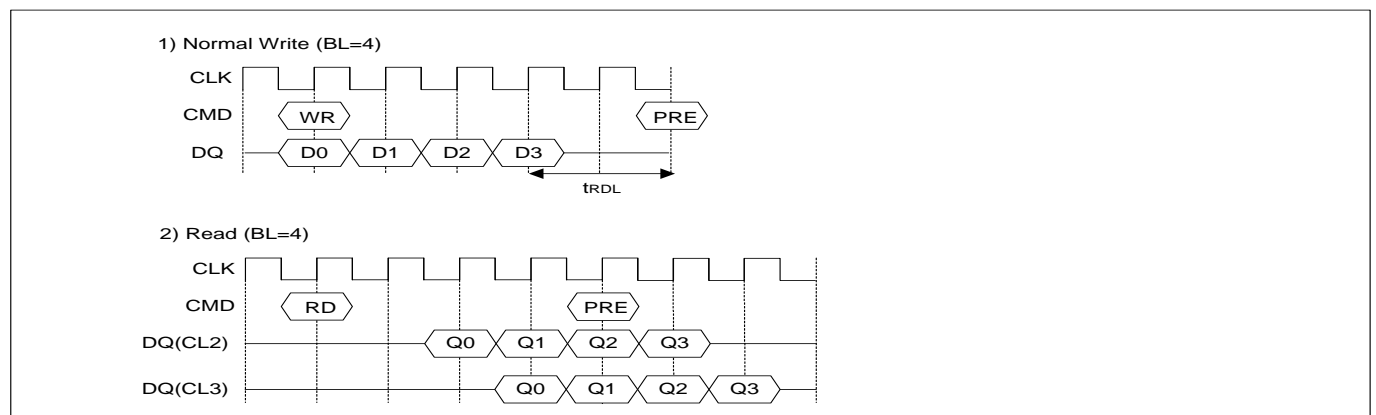 1) Normal Write (BL=4)
CLK
CMD WR PRE
DQ D0 D1 D2 D3
tRDL
2) Read (BL=4)
CLK
CMD RD PRE
DQ(CL2) Q0 Q1 Q2 Q3
DQ(CL3) Q0 Q1 Q2 Q3